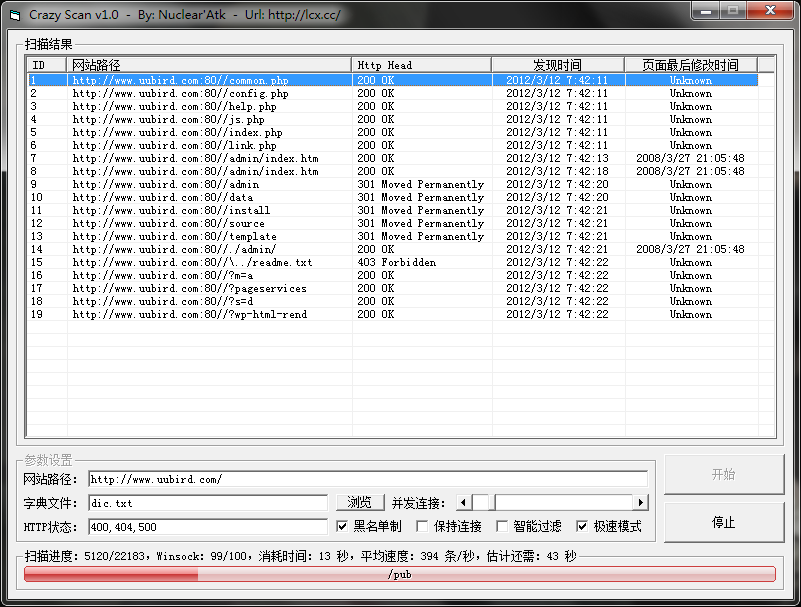 Crazy Scan v1.0 - By: Nuclear'Atk - Url: http://lcx.cc/
扫描结果
ID 网站路径 Http Head 发现时间 页面最后修改时间
1 http://www.uubird.com:80//common.php 200 OK 2012/3/12 7:42:11 Unknown
2 http://www.uubird.com:80//config.php 200 OK 2012/3/12 7:42:11 Unknown
3 http://www.uubird.com:80//help.php 200 OK 2012/3/12 7:42:11 Unknown
4 http://www.uubird.com:80//js.php 200 OK 2012/3/12 7:42:11 Unknown
5 http://www.uubird.com:80//index.php 200 OK 2012/3/12 7:42:11 Unknown
6 http://www.uubird.com:80//link.php 200 OK 2012/3/12 7:42:11 Unknown
7 http://www.uubird.com:80//admin/index.htm 200 OK 2012/3/12 7:42:13 2008/3/27 21:05:48
8 http://www.uubird.com:80//admin/index.htm 200 OK 2012/3/12 7:42:18 2008/3/27 21:05:48
9 http://www.uubird.com:80//admin 301 Moved Permanently 2012/3/12 7:42:20 Unknown
10 http://www.uubird.com:80//data 301 Moved Permanently 2012/3/12 7:42:20 Unknown
11 http://www.uubird.com:80//install 301 Moved Permanently 2012/3/12 7:42:21 Unknown
12 http://www.uubird.com:80//source 301 Moved Permanently 2012/3/12 7:42:21 Unknown
13 http://www.uubird.com:80//template 301 Moved Permanently 2012/3/12 7:42:21 Unknown
14 http://www.uubird.com:80//./admin/ 200 OK 2012/3/12 7:42:21 2008/3/27 21:05:48
15 http://www.uubird.com:80//\../readme.txt 403 Forbidden 2012/3/12 7:42:22 Unknown
16 http://www.uubird.com:80//?m=a 200 OK 2012/3/12 7:42:22 Unknown
17 http://www.uubird.com:80//?pageservices 200 OK 2012/3/12 7:42:22 Unknown
18 http://www.uubird.com:80//?s=d 200 OK 2012/3/12 7:42:22 Unknown
19 http://www.uubird.com:80//?wp-html-rend 200 OK 2012/3/12 7:42:22 Unknown
参数设置
网站路径: http://www.uubird.com/ 开始
字典文件: dic.txt 浏览 并发连接:
HTTP状态: 400,404,500 黑名单制 保持连接 智能过滤 极速模式 停止
扫描进度: 5120/22183, Winsock: 99/100, 消耗时间: 13 秒, 平均速度: 394 条/秒, 估计还需: 43 秒
/pub